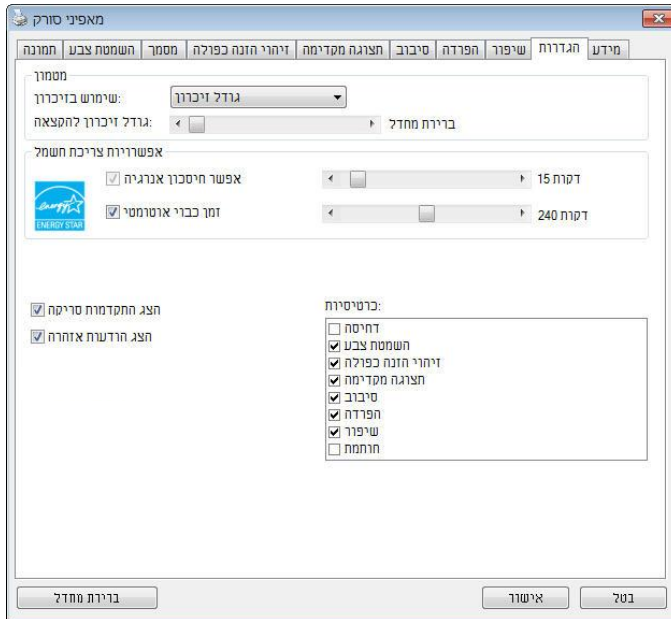 מאפיני סורק
תמונה השמטת צבע מסמך זיהוי הזנה כפולה תצוגה מקדימה סיבוב הפרדה שיפור הגדרות מידע
מטמון
שימוש בזיכרון: גודל זיכרון
גודל זיכרון להקצאה: ברירת מחדל
אפשרויות צריכת חשמל
אפשר חיסכון אנרגיה 15 דקות
זמן כבוי אוטומטי 240 דקות
energy
ENERGY STAR
הצג התקדמות סריקה
הצג הודעות אזהרה
כרטיסיות:
דחיסה
השמטת צבע
זיהוי הזנה כפולה
תצוגה מקדימה
סיבוב
הפרדה
שיפור
חותמת
ברירת מחדל אישור בטל